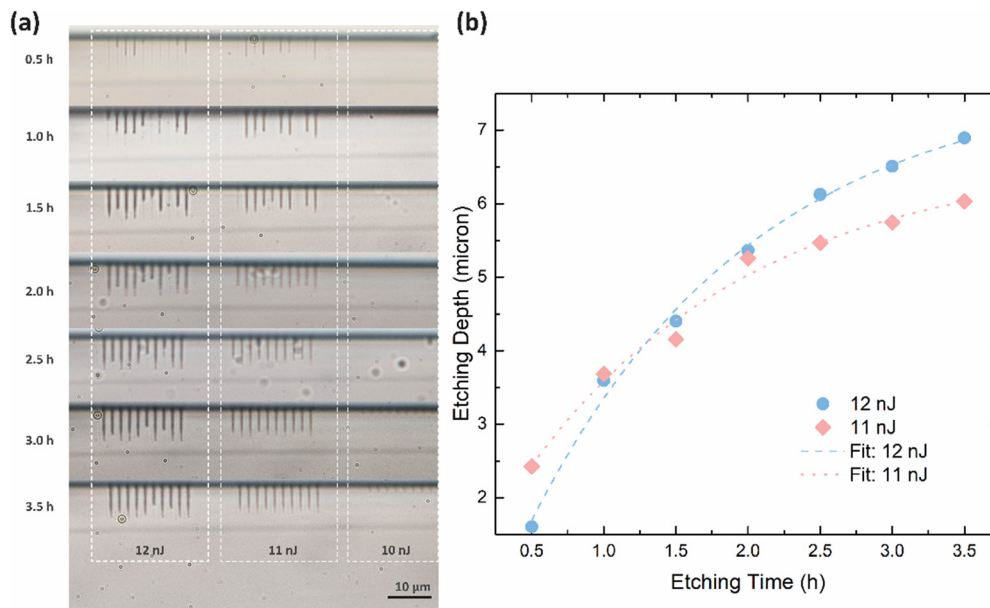 (a)
0.5 h
1.0 h
1.5 h
2.0 h
2.5 h
3.0 h
3.5 h
12 nJ 11 nJ 10 nJ
10 μm
(b)
Etching Depth (micron)
7
6
5
4
3
2
12 nJ
11 nJ
Fit: 12 nJ
Fit: 11 nJ
0.5 1.0 1.5 2.0 2.5 3.0 3.5
Etching Time (h)